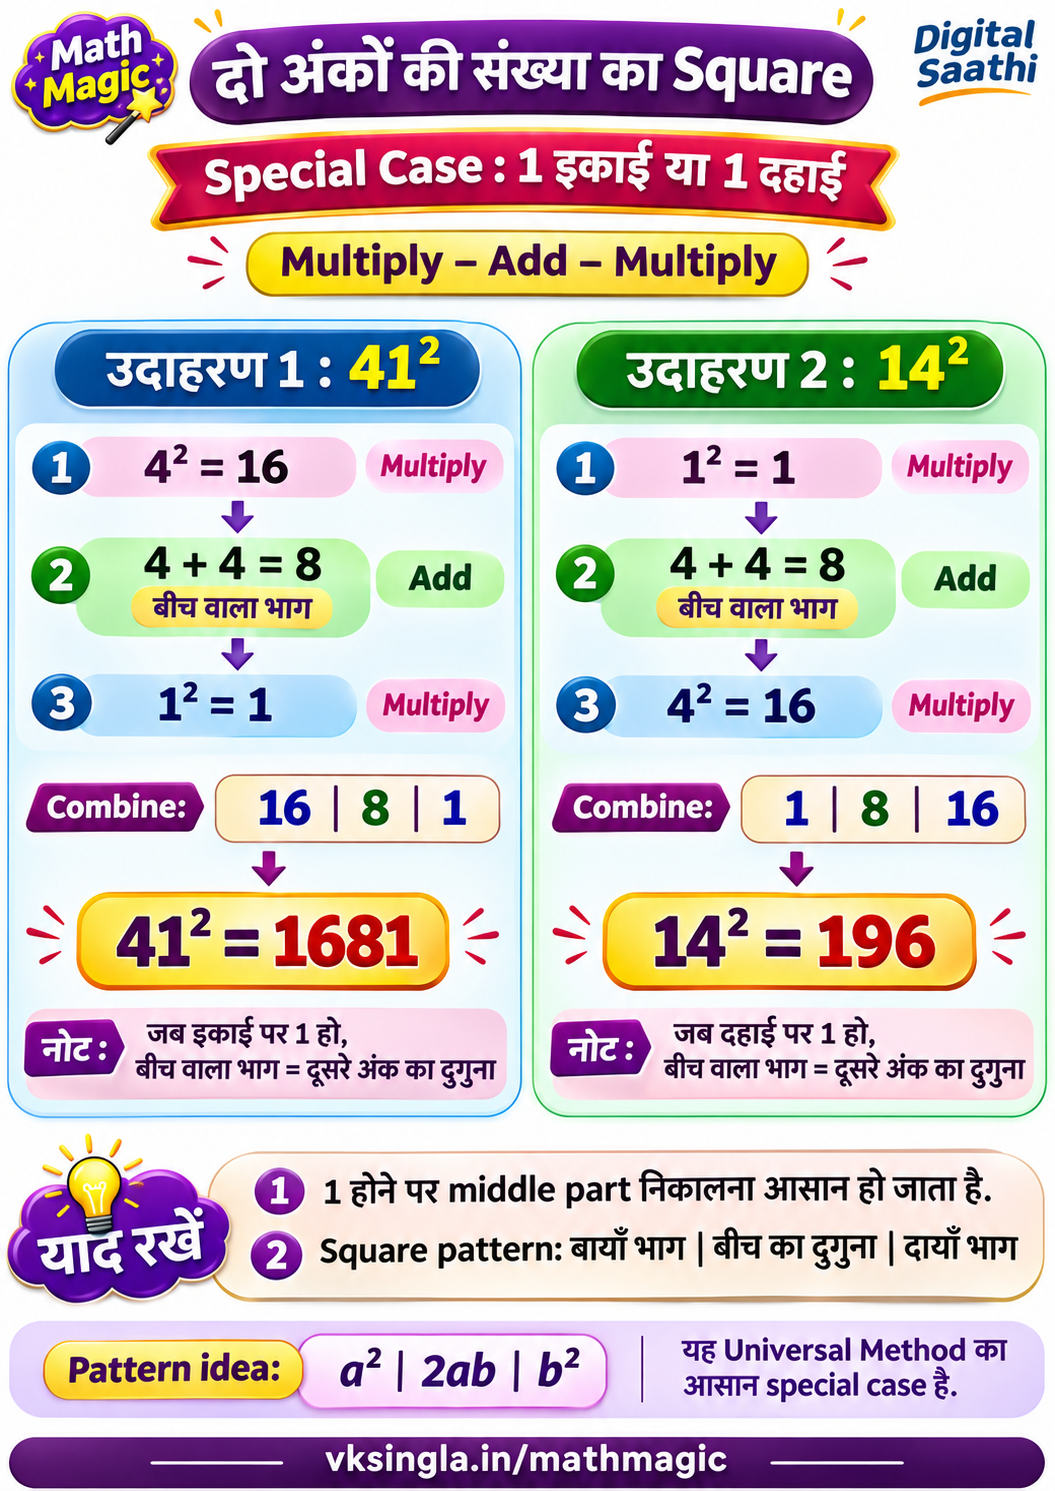 Math
Magic
दो अंकों की संख्या का Square
Digital
Saathi
Special Case : 1 इकाई या 1 दहाई
Multiply – Add – Multiply
उदाहरण 1 : 41²
1 4² = 16 Multiply
2 4 + 4 = 8 Add
बीच वाला भाग
3 1² = 1 Multiply
Combine: 16 | 8 | 1
41² = 1681
नोट : जब इकाई पर 1 हो,
बीच वाला भाग = दूसरे अंक का दुगुना
उदाहरण 2 : 14²
1 1² = 1 Multiply
2 4 + 4 = 8 Add
बीच वाला भाग
3 4² = 16 Multiply
Combine: 1 | 8 | 16
14² = 196
नोट : जब दहाई पर 1 हो,
बीच वाला भाग = दूसरे अंक का दुगुना
याद रखें
1 1 होने पर middle part निकालना आसान हो जाता है.
2 Square pattern: बायाँ भाग | बीच का दुगुना | दायाँ भाग
Pattern idea: a² | 2ab | b²
यह Universal Method का
आसान special case है.
vksingla.in/mathmagic